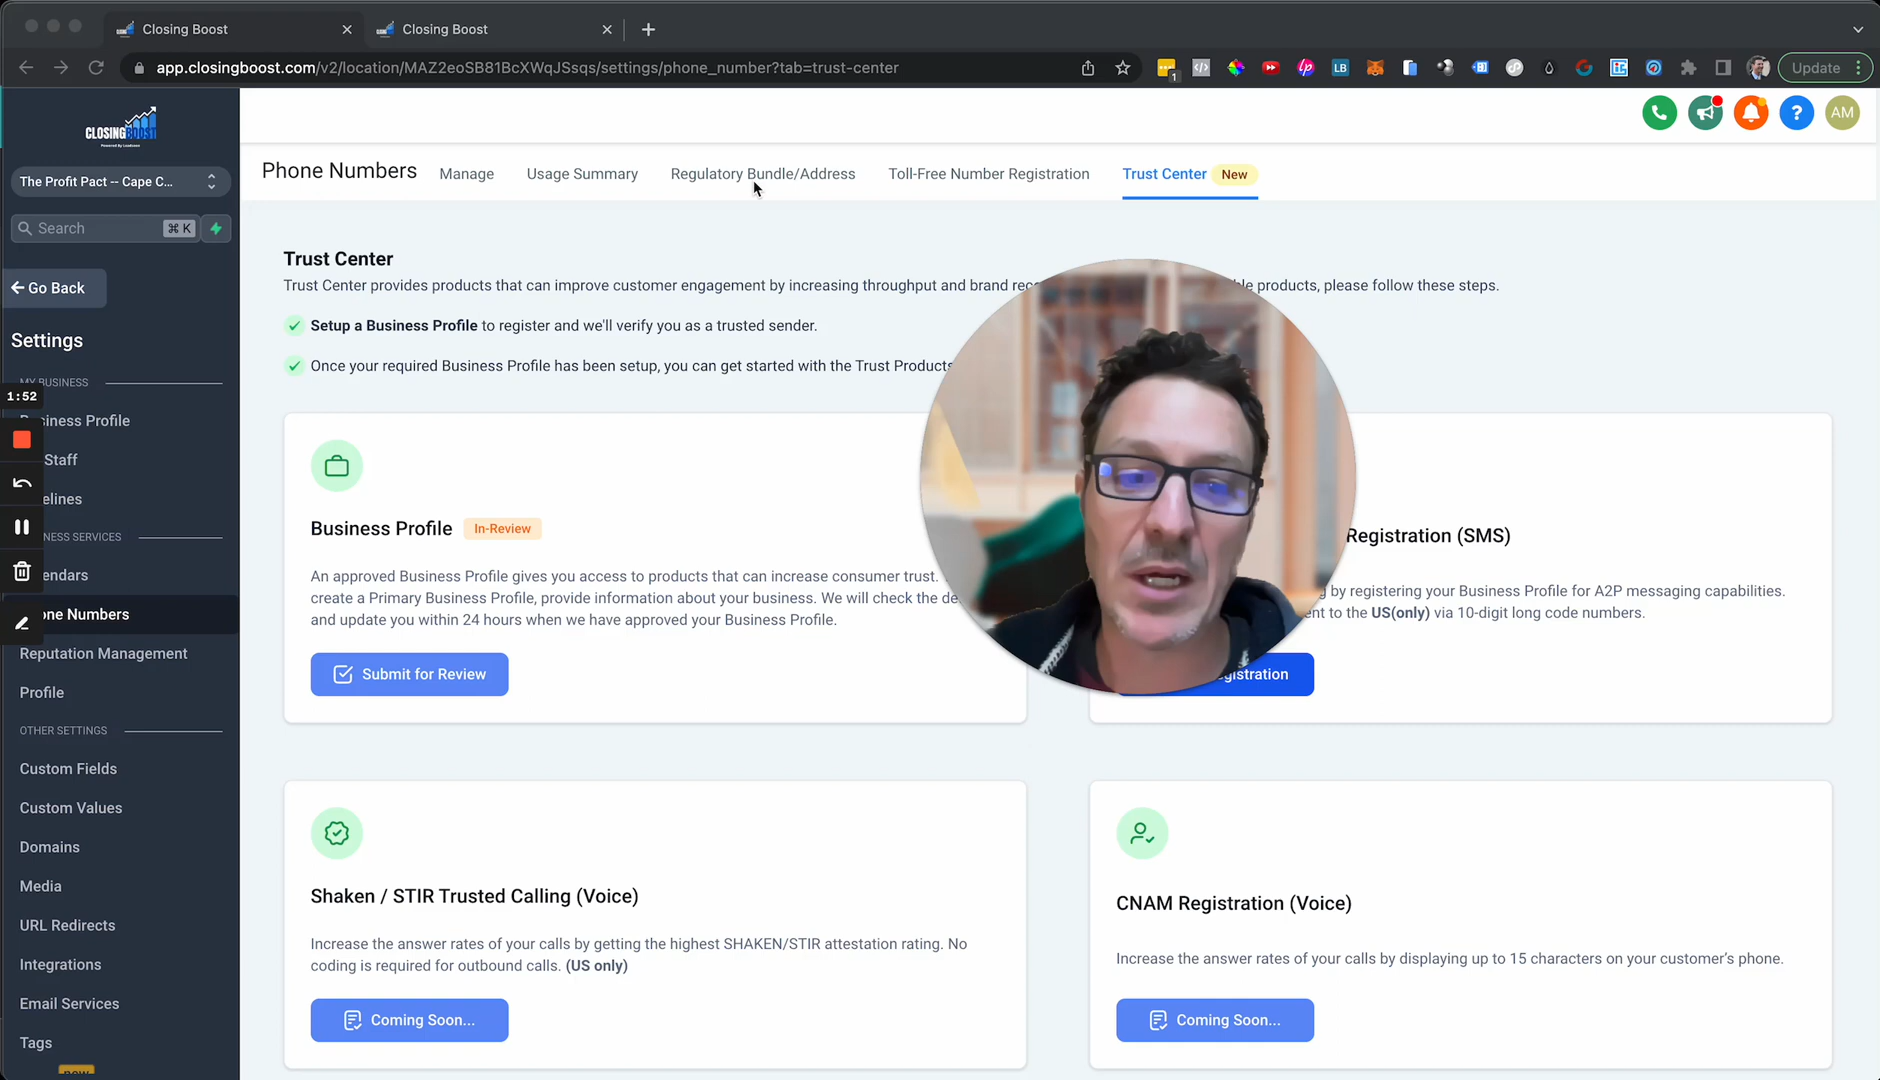 Closing Boost
Closing Boost
app.closingboost.com/v2/location/MAZ2eoSB81BcXWqJSsqs/settings/phone_number?tab=trust-center
1
LB
Update
CLOSINGBOOST
The Profit Pact -- Cape C...
Search ⌘ K
Go Back
Settings
MY BUSINESS
1:52
siness Profile
Staff
elines
NESS SERVICES
endars
one Numbers
Reputation Management
Profile
OTHER SETTINGS
Custom Fields
Custom Values
Domains
Media
URL Redirects
Integrations
Email Services
Tags
new
AM
Phone Numbers
Manage
Usage Summary
Regulatory Bundle/Address
Toll-Free Number Registration
Trust Center New
Trust Center
Trust Center provides products that can improve customer engagement by increasing throughput and brand rec ble products, please follow these steps.
Setup a Business Profile to register and we'll verify you as a trusted sender.
Once your required Business Profile has been setup, you can get started with the Trust Products
Business Profile In-Review
An approved Business Profile gives you access to products that can increase consumer trust.
create a Primary Business Profile, provide information about your business. We will check the de
and update you within 24 hours when we have approved your Business Profile.
Submit for Review
Registration (SMS)
g by registering your Business Profile for A2P messaging capabilities.
nt to the US(only) via 10-digit long code numbers.
gistration
Shaken / STIR Trusted Calling (Voice)
Increase the answer rates of your calls by getting the highest SHAKEN/STIR attestation rating. No
coding is required for outbound calls. (US only)
Coming Soon...
CNAM Registration (Voice)
Increase the answer rates of your calls by displaying up to 15 characters on your customer's phone.
Coming Soon...